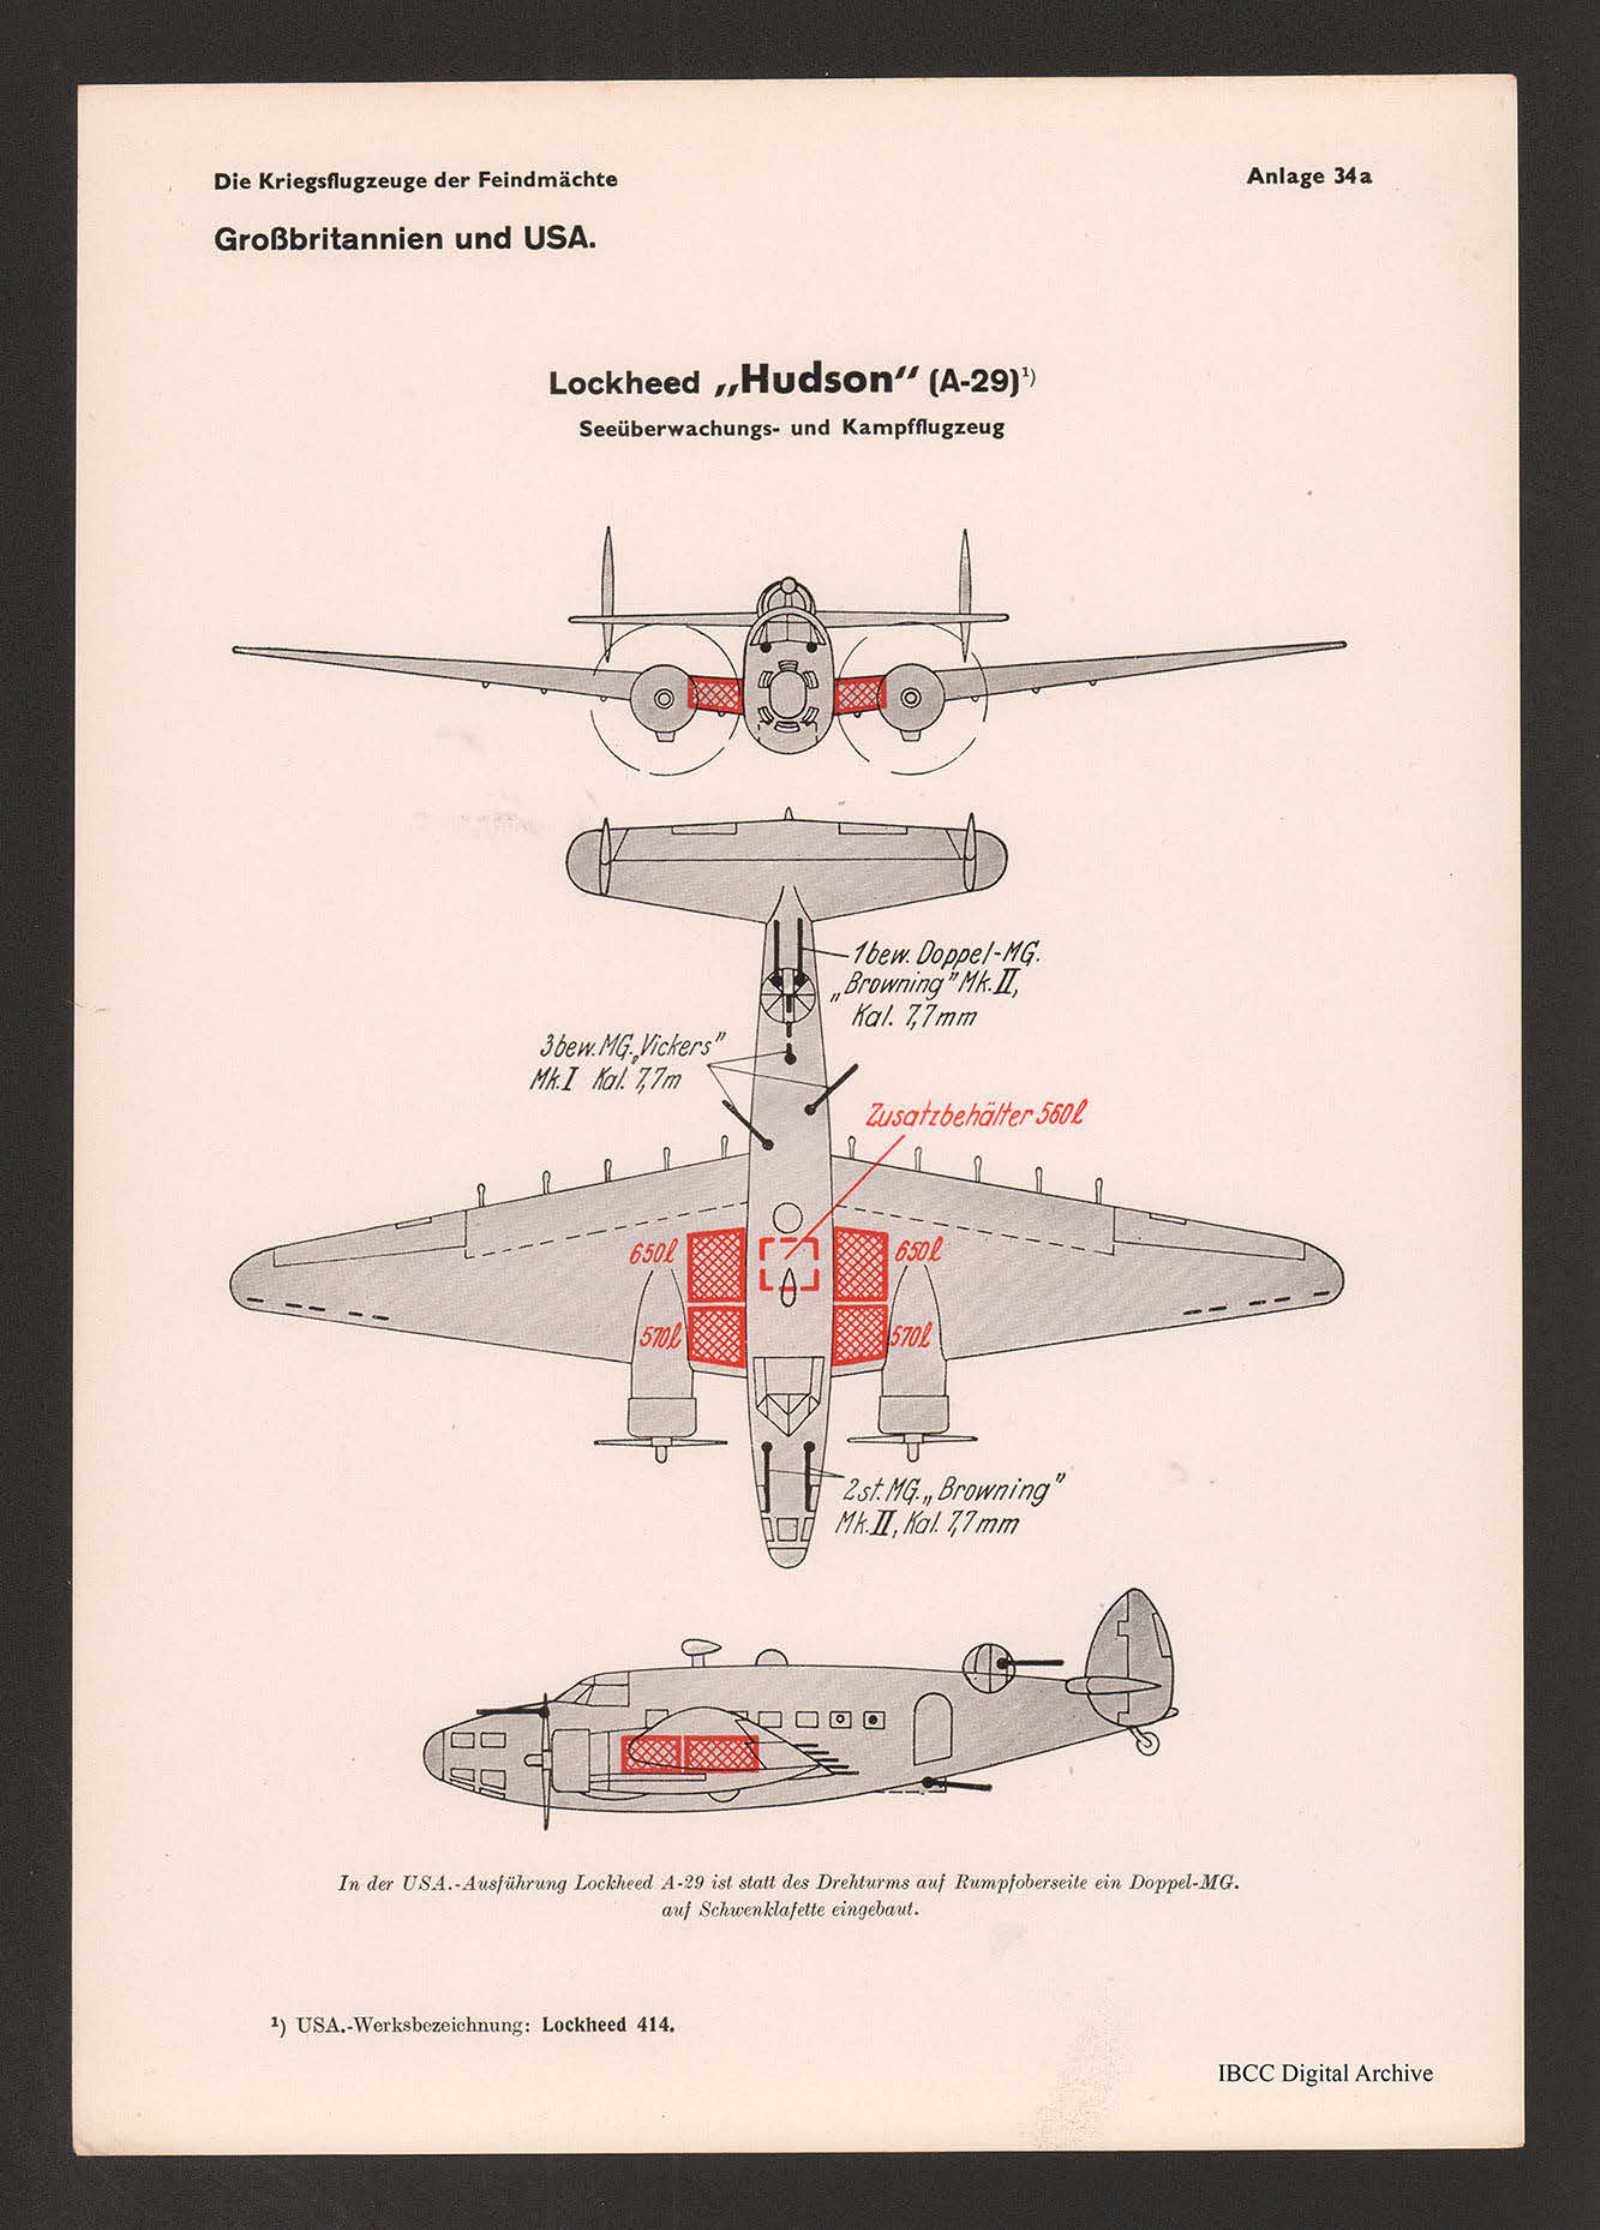 Die Kriegsflugzeuge der Feindmächte
Anlage 34a
Großbritannien und USA.
Lockheed „Hudson“ (A-29)¹)
Seeüberwachungs- und Kampfflugzeug
1 bew. Doppel-MG.
„Browning" Mk. II,
Kal. 7,7 mm
3 bew. MG. „Vickers"
Mk. I Kal. 7,7 m
Zusatzbehälter 560 l
650 l
650 l
570 l
570 l
2 st. MG. „Browning"
Mk. II, Kal. 7,7 mm
In der USA.-Ausführung Lockheed A-29 ist statt des Drehturms auf Rumpfoberseite ein Doppel-MG.
auf Schwenklafette eingebaut.
¹) USA.-Werksbezeichnung: Lockheed 414.
IBCC Digital Archive